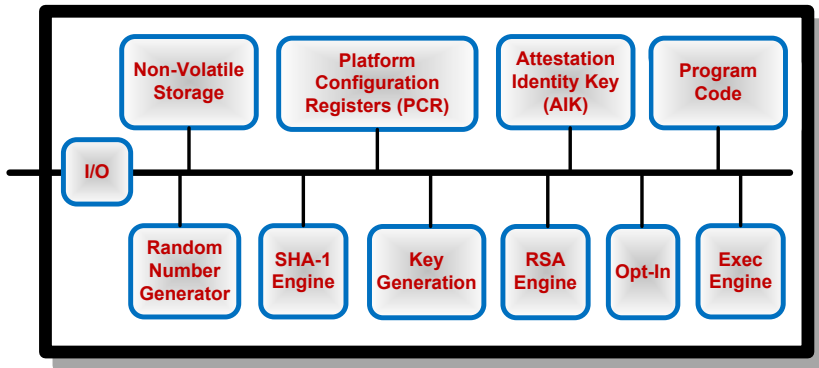 Non-Volatile
Storage
Platform
Configuration
Registers (PCR)
Attestation
Identity Key
(AIK)
Program
Code
I/O
Random
Number
Generator
SHA-1
Engine
Key
Generation
RSA
Engine
Opt-In
Exec
Engine